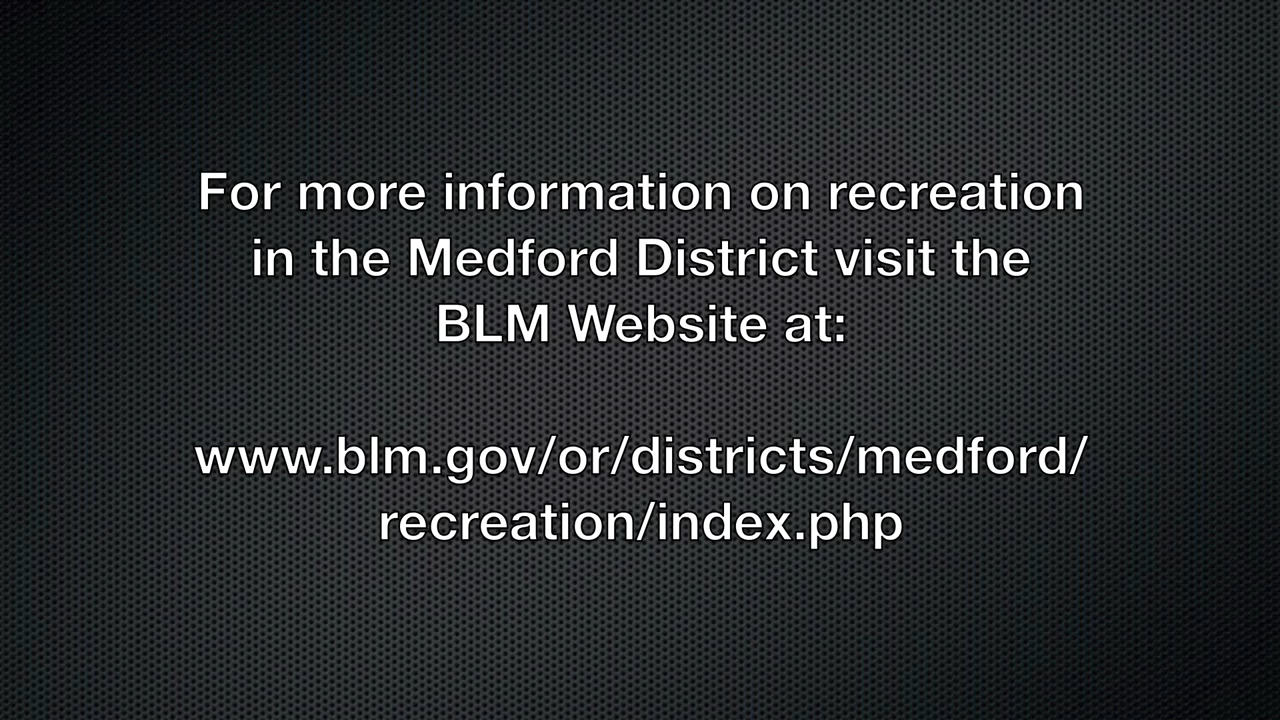 For more information on recreation
in the Medford District visit the
BLM Website at:
www.blm.gov/or/districts/medford/
recreation/index.php